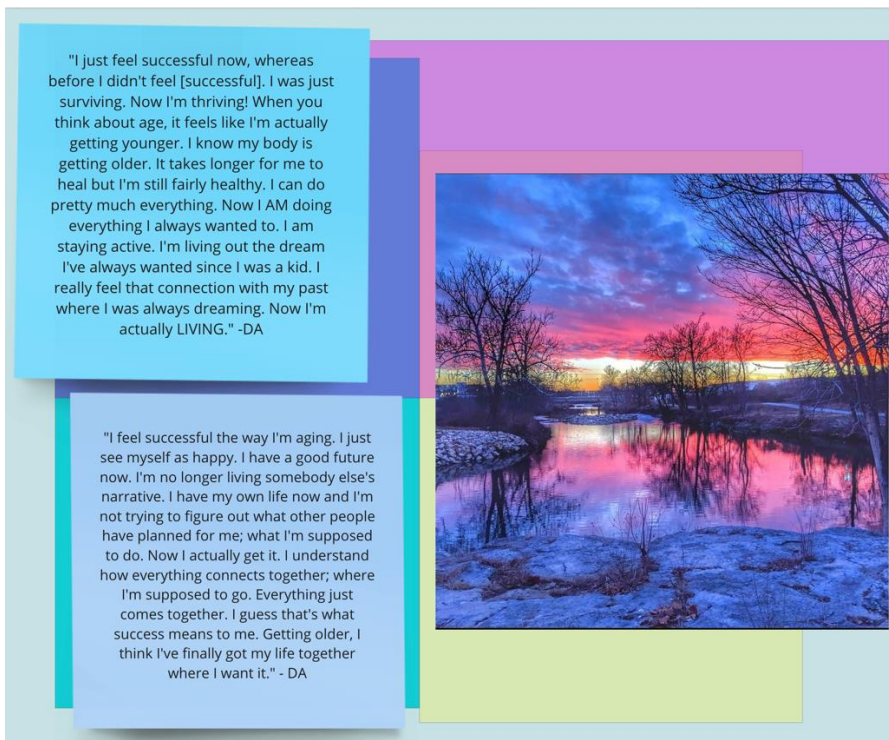 "I just feel successful now, whereas
before I didn't feel [successful]. I was just
surviving. Now I'm thriving! When you
think about age, it feels like I'm actually
getting younger. I know my body is
getting older. It takes longer for me to
heal but I'm still fairly healthy. I can do
pretty much everything. Now I AM doing
everything I always wanted to. I am
staying active. I'm living out the dream
I've always wanted since I was a kid. I
really feel that connection with my past
where I was always dreaming. Now I'm
actually LIVING." -DA
"I feel successful the way I'm aging. I just
see myself as happy. I have a good future
now. I'm no longer living somebody else's
narrative. I have my own life now and I'm
not trying to figure out what other people
have planned for me; what I'm supposed
to do. Now I actually get it. I understand
how everything connects together; where
I'm supposed to go. Everything just
comes together. I guess that's what
success means to me. Getting older, I
think I've finally got my life together
where I want it." - DA